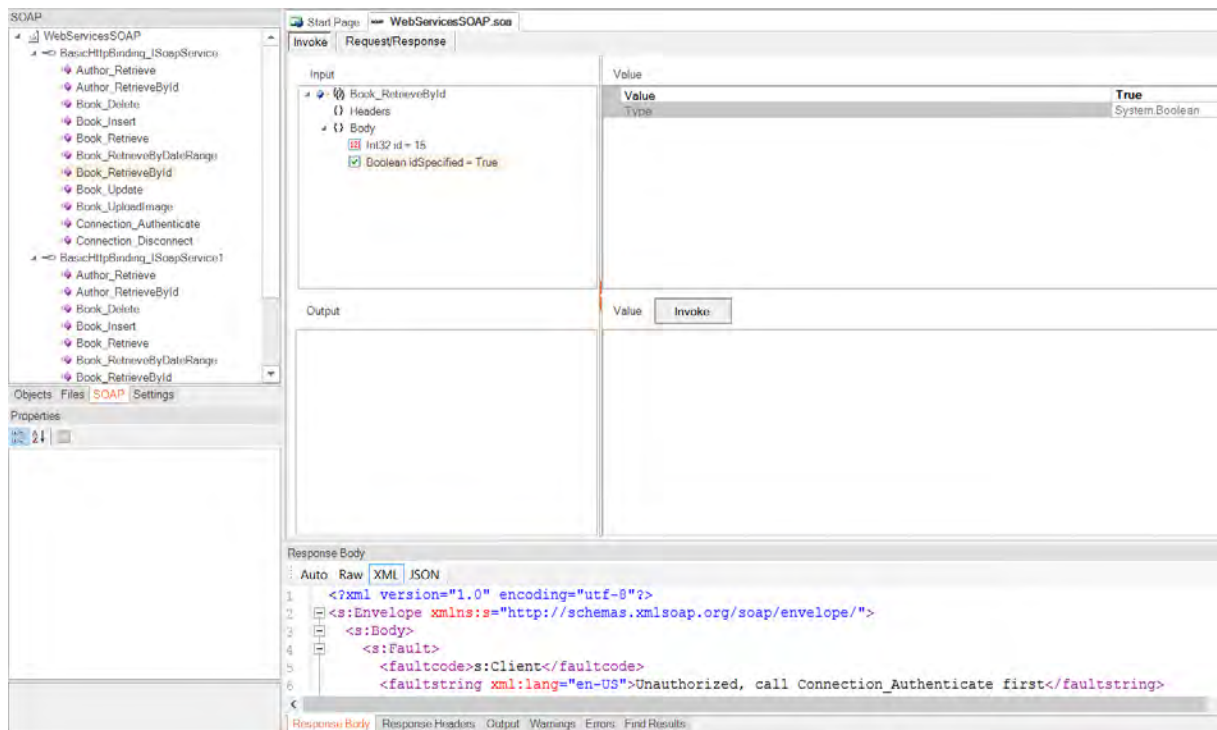 SOAP
WebServicesSOAP
BasicHttpBinding_ISoapService
Author_Retrieve
Author_RetrieveById
Book_Delete
Book_Insert
Book_Retrieve
Book_RetrieveByDateRange
Book_RetrieveById
Book_Update
Book_UploadImage
Connection_Authenticate
Connection_Disconnect
BasicHttpBinding_ISoapService1
Author_Retrieve
Author_RetrieveById
Book_Delete
Book_Insert
Book_Retrieve
Book_RetrieveByDateRange
Book_RetrieveById
Objects Files SOAP Settings
Properties
Start Page WebServicesSOAP.soa
Invoke Request/Response
Input
Book_RetrieveById
{} Headers
{} Body
Int32 id = 15
Boolean idSpecified = True
Value
Value True
Type System.Boolean
Output
Value Invoke
Response Body
Auto Raw XML JSON
1 <?xml version="1.0" encoding="utf-8"?>
2 <s:Envelope xmlns:s="http://schemas.xmlsoap.org/soap/envelope/">
3 <s:Body>
4 <s:Fault>
5 <faultcode>s:Client</faultcode>
6 <faultstring xml:lang="en-US">Unauthorized, call Connection_Authenticate first</faultstring>
Response Body Response Headers Output Warnings Errors Find Results